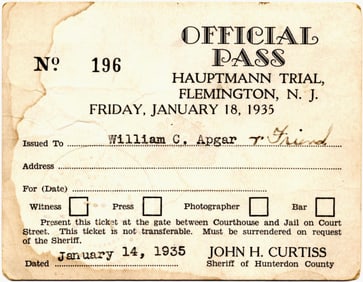 OFFICIAL
PASS
Nº 196
HAUPTMANN TRIAL,
FLEMINGTON, N. J.
FRIDAY, JANUARY 18, 1935
Issued To William C. Apgar & Friend
Address
For (Date)
Witness Press Photographer Bar
Present this ticket at the gate between Courthouse and Jail on Court
Street. This ticket is not transferable. Must be surrendered on request
of the Sheriff.
Dated January 14, 1935
JOHN H. CURTISS
Sheriff of Hunterdon County